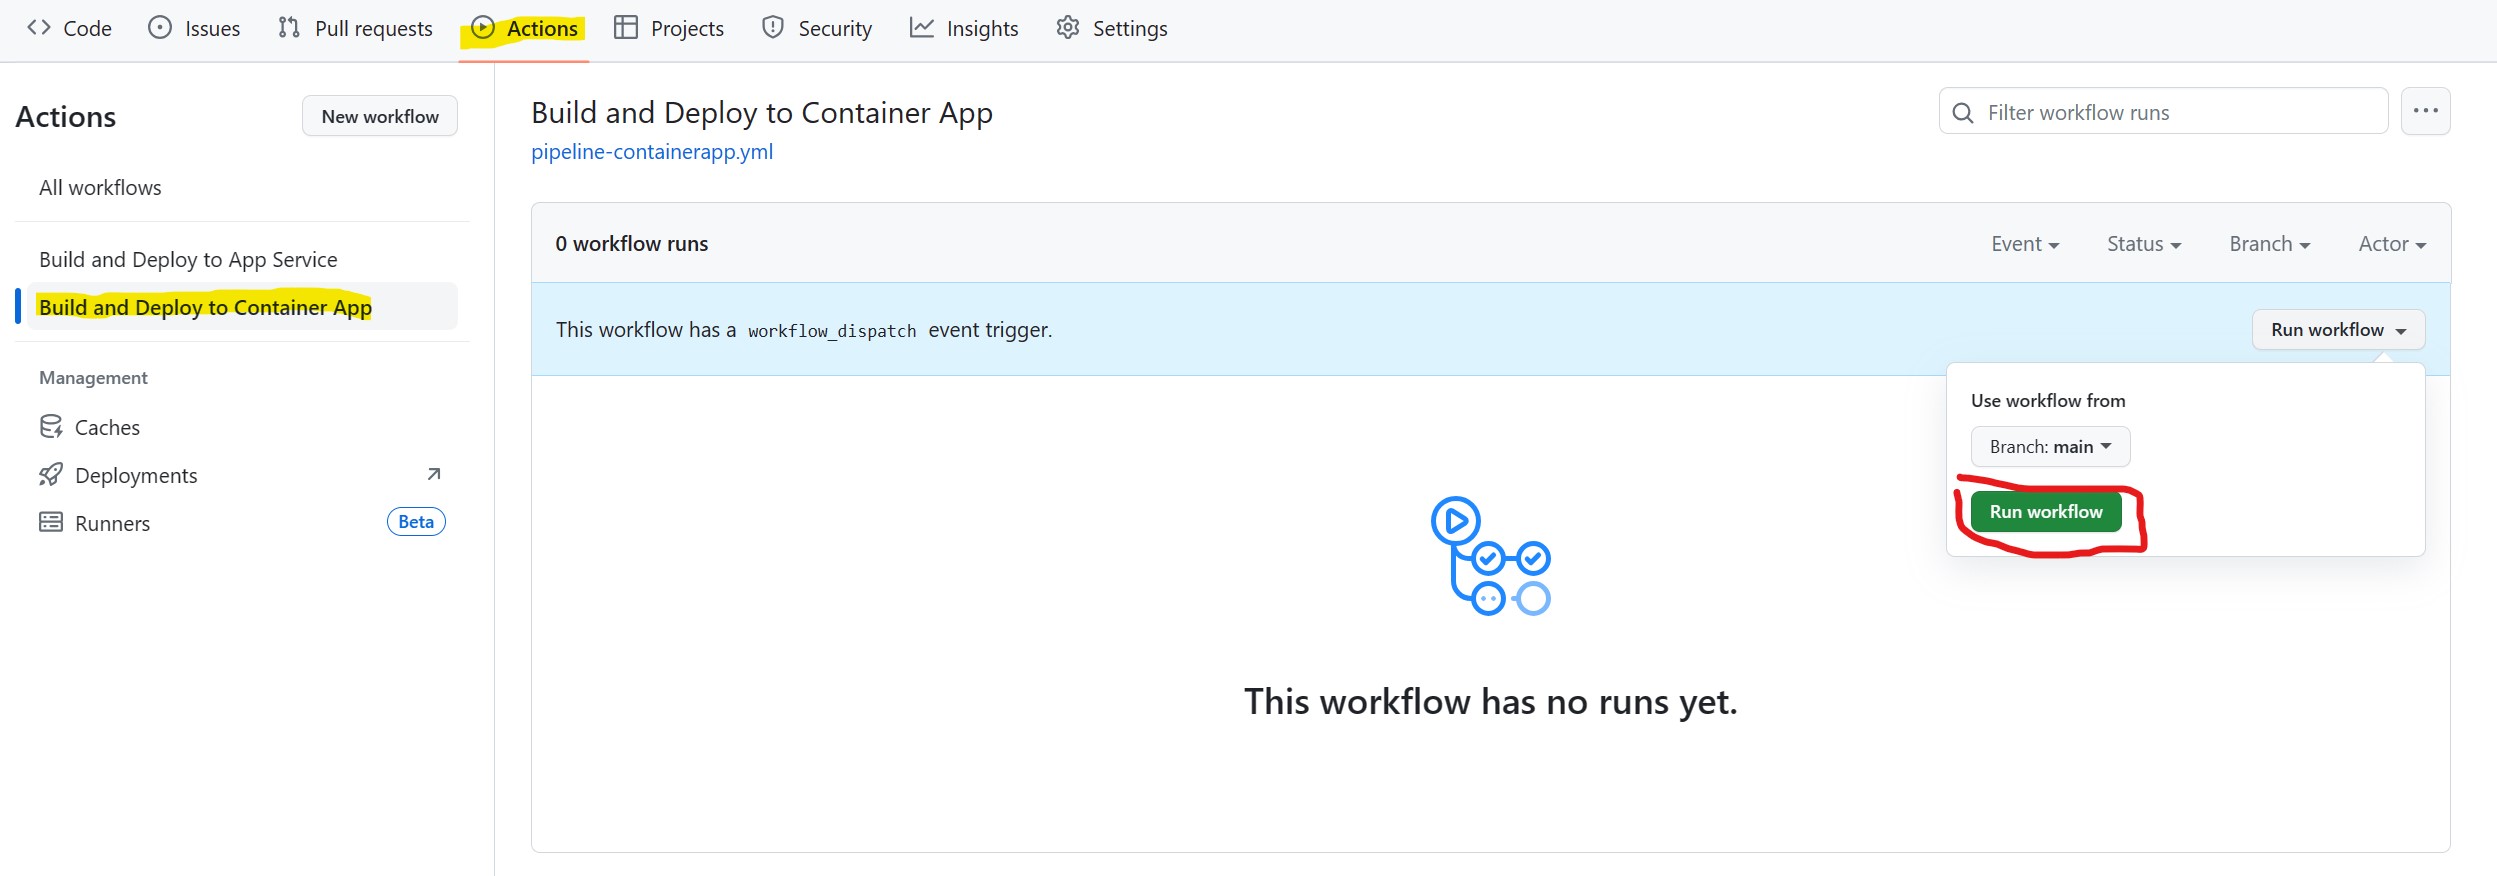 Code Issues Pull requests Actions Projects Security Insights Settings
Actions
New workflow
All workflows
Build and Deploy to App Service
Build and Deploy to Container App
Management
Caches
Deployments
Runners Beta
Build and Deploy to Container App
pipeline-containerapp.yml
Filter workflow runs
0 workflow runs
Event Status Branch Actor
This workflow has a workflow_dispatch event trigger.
Run workflow
Use workflow from
Branch: main
Run workflow
This workflow has no runs yet.